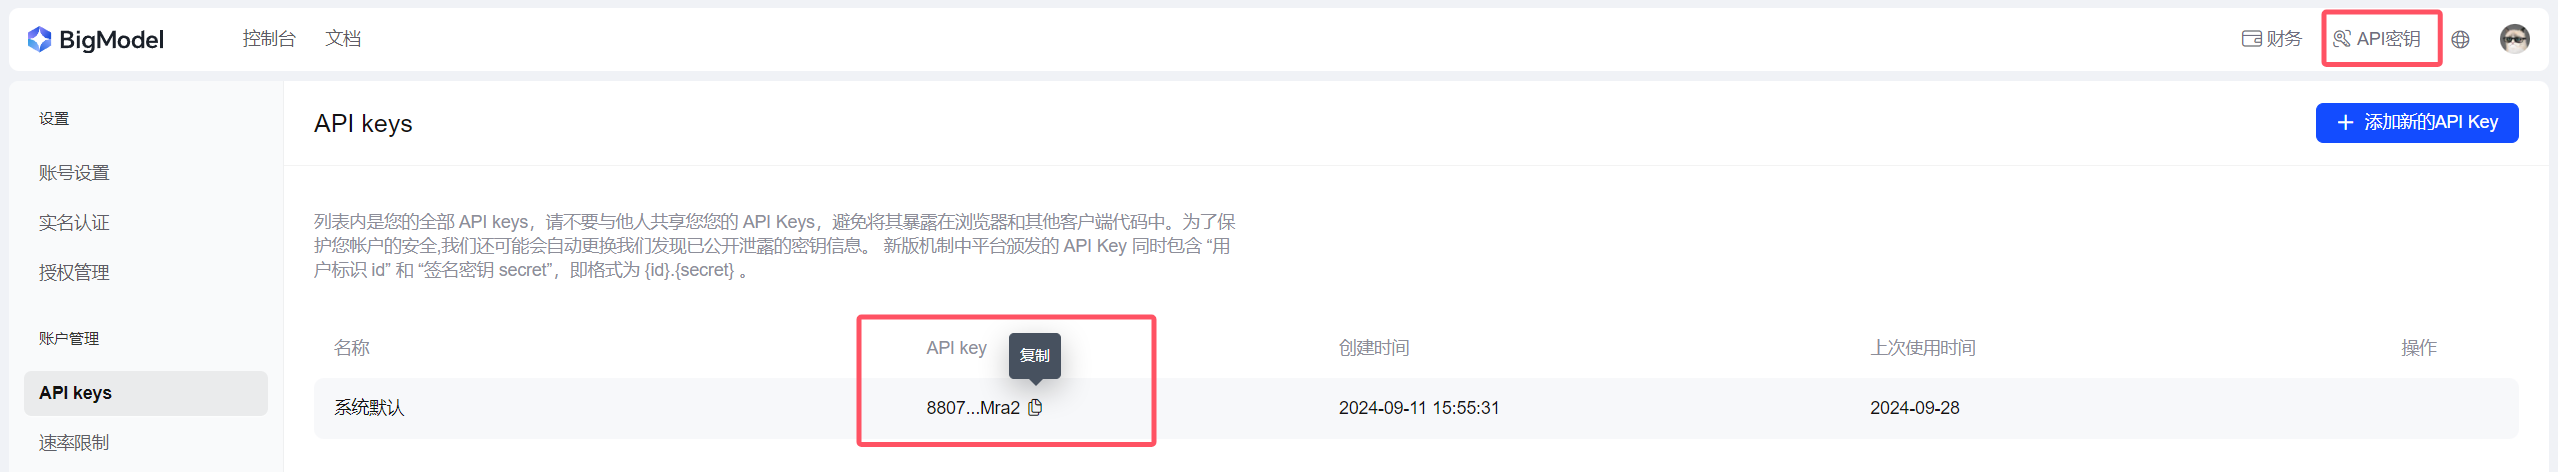 BigModel
控制台
文档
财务
API密钥
设置
账号设置
实名认证
授权管理
账户管理
API keys
速率限制
API keys
添加新的API Key
列表内是您的全部 API keys，请不要与他人共享您您的 API Keys，避免将其暴露在浏览器和其他客户端代码中。为了保
护您帐户的安全,我们还可能会自动更换我们发现已公开泄露的密钥信息。 新版机制中平台颁发的 API Key 同时包含 “用
户标识 id” 和 “签名密钥 secret”，即格式为 {id}.{secret} 。
名称
API key
复制
创建时间
上次使用时间
操作
系统默认
8807...Mra2
2024-09-11 15:55:31
2024-09-28